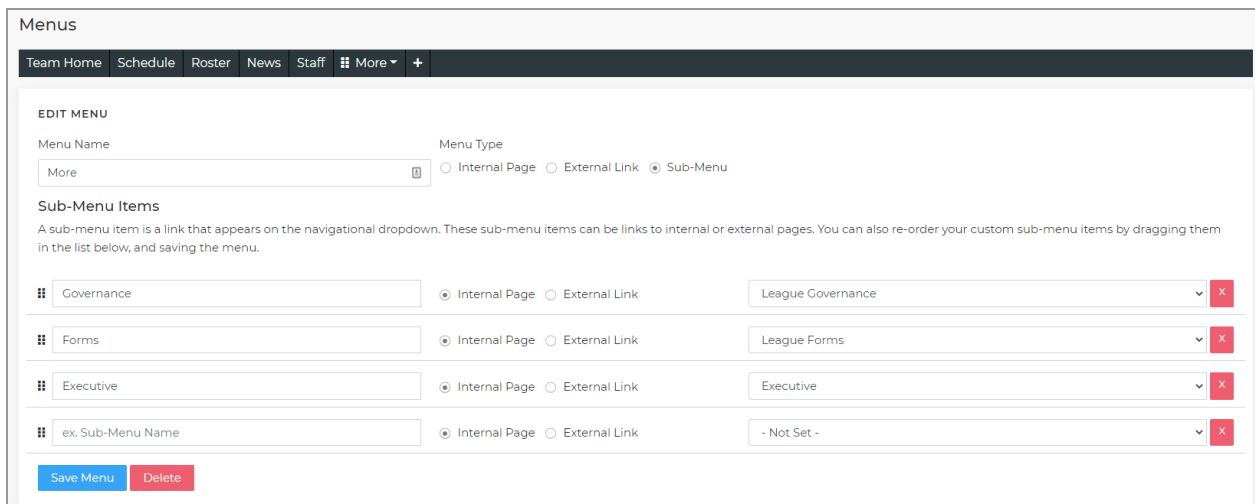 Menus
Team Home Schedule Roster News Staff More +
EDIT MENU
Menu Name Menu Type
More Internal Page External Link Sub-Menu
Sub-Menu Items
A sub-menu item is a link that appears on the navigational dropdown. These sub-menu items can be links to internal or external pages. You can also re-order your custom sub-menu items by dragging them
in the list below, and saving the menu.
Governance Internal Page External Link League Governance X
Forms Internal Page External Link League Forms X
Executive Internal Page External Link Executive X
ex. Sub-Menu Name Internal Page External Link - Not Set - X
Save Menu Delete